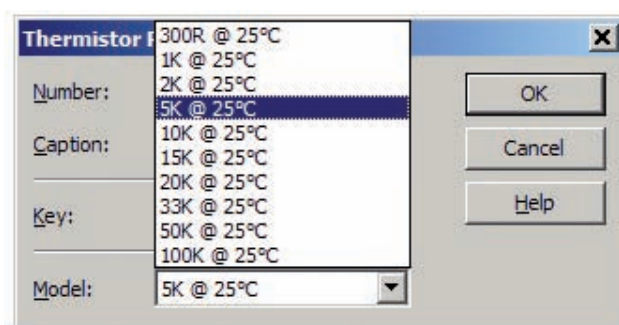 Thermistor
300R @ 25°C
1K @ 25°C
2K @ 25°C
5K @ 25°C
10K @ 25°C
15K @ 25°C
20K @ 25°C
33K @ 25°C
50K @ 25°C
100K @ 25°C
Number:
Caption:
Key:
Model:
5K @ 25°C
OK
Cancel
Help